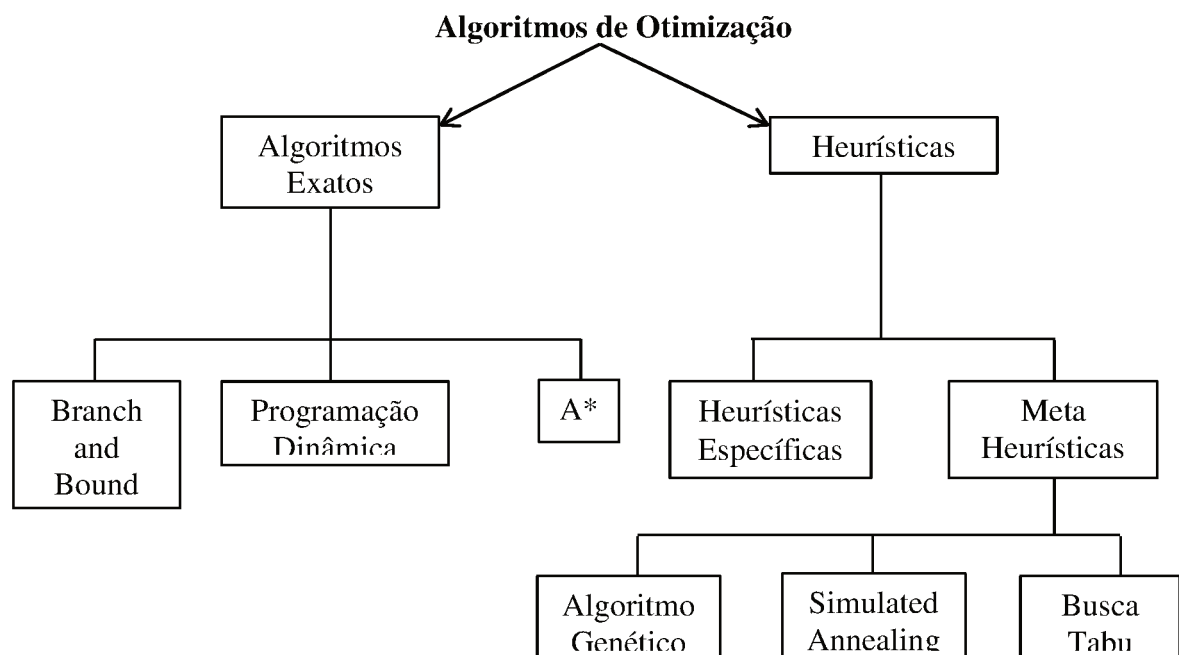 Algoritmos de Otimização
Algoritmos
Exatos
Heurísticas
Branch
and
Bound
Programação
Dinâmica
A*
Heurísticas
Específicas
Meta
Heurísticas
Algoritmo
Genético
Simulated
Annealing
Busca
Tabu